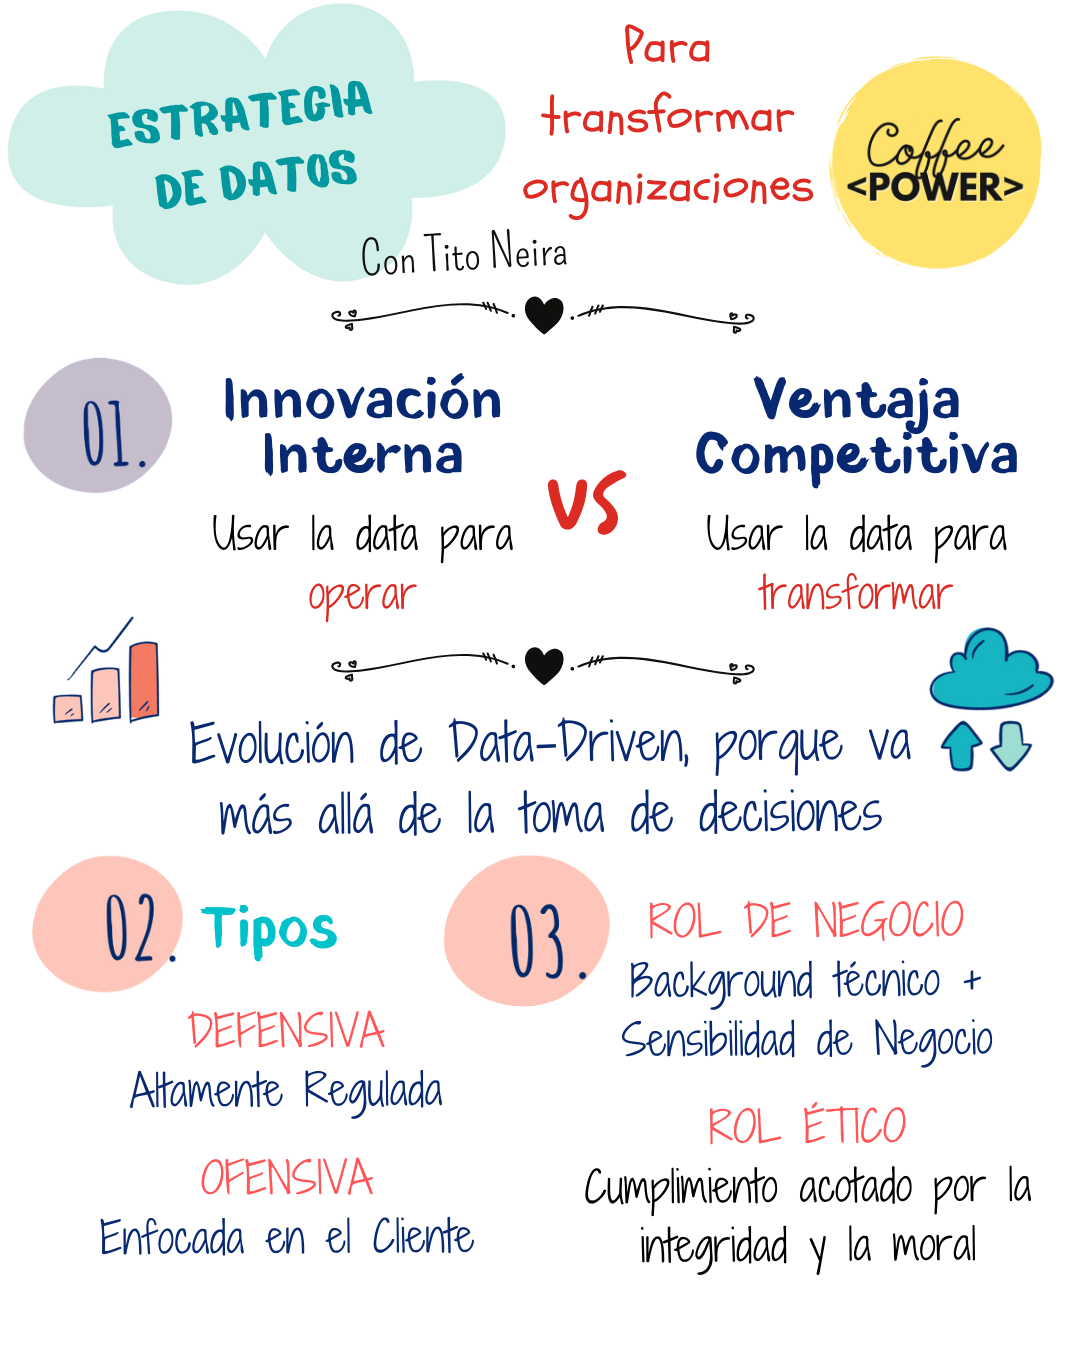 ESTRATEGIA
DE DATOS
Para
transformar
organizaciones
Coffee
<POWER>
Con Tito Neira
01.
Innovación
Interna
Usar la data para
operar
vs
Ventaja
Competitiva
Usar la data para
transformar
Evolución de Data-Driven, porque va
más allá de la toma de decisiones
02.
Tipos
DEFENSIVA
Altamente Regulada
OFENSIVA
Enfocada en el Cliente
03.
ROL DE NEGOCIO
Background técnico +
Sensibilidad de Negocio
ROL ÉTICO
Cumplimiento acotado por la
integridad y la moral